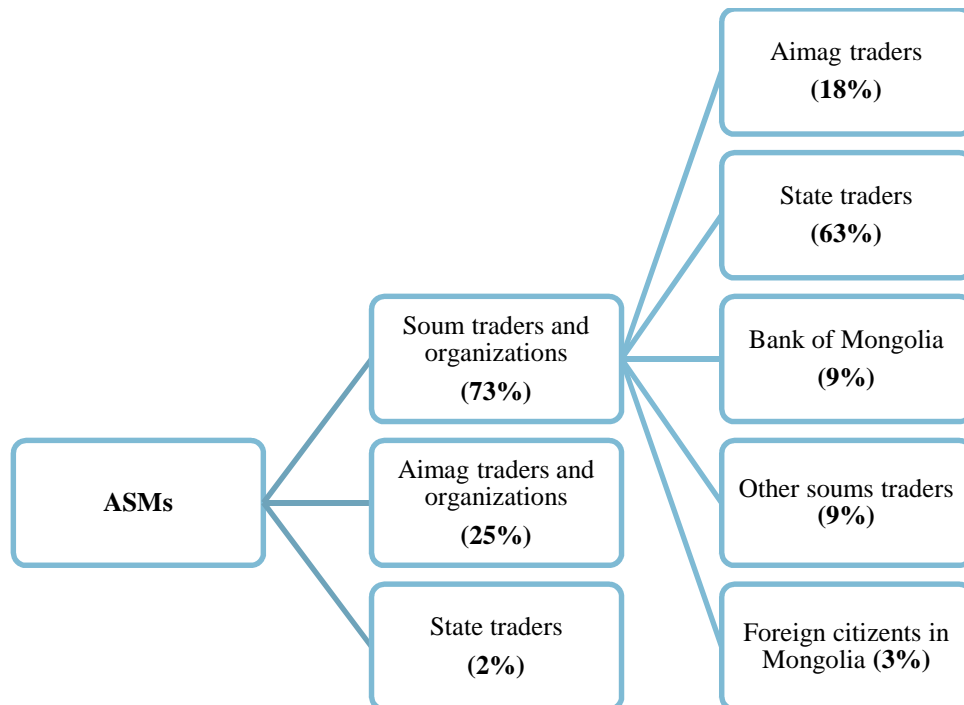 ASMs
Soum traders and
organizations
(73%)
Aimag traders and
organizations
(25%)
State traders
(2%)
Aimag traders
(18%)
State traders
(63%)
Bank of Mongolia
(9%)
Other soums traders
(9%)
Foreign citizents in
Mongolia (3%)